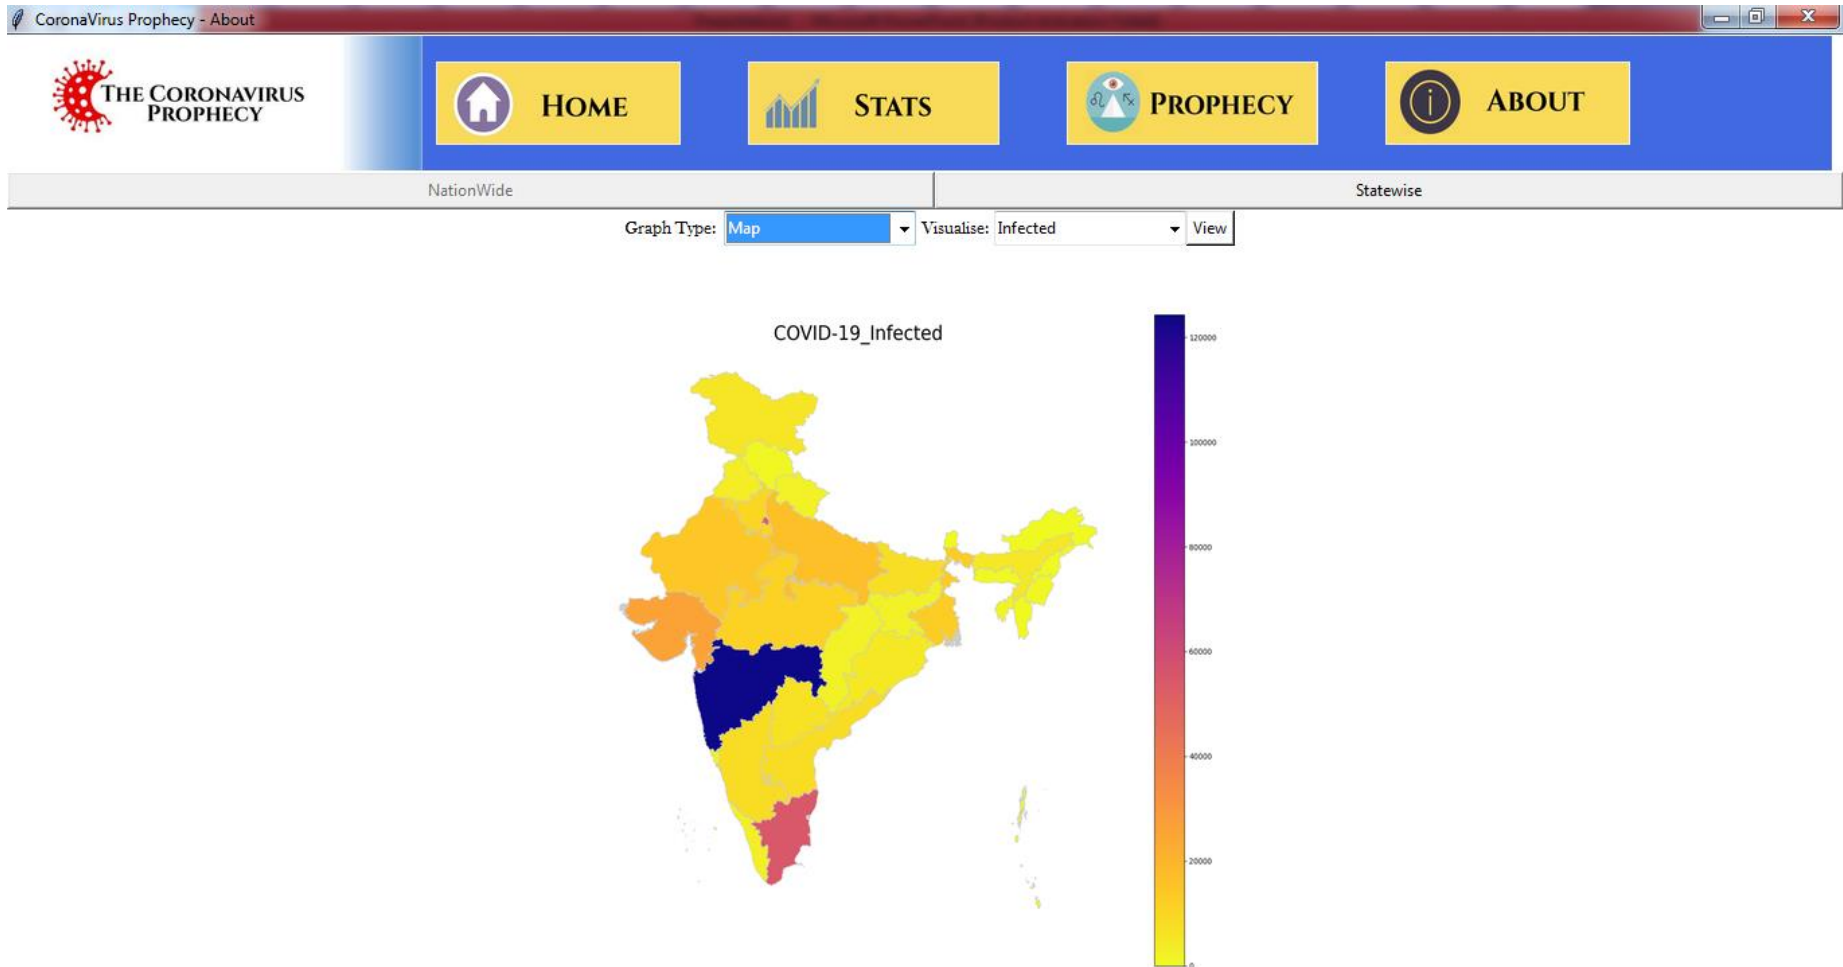 CoronaVirus Prophecy - About
THE CORONAVIRUS
PROPHECY
HOME
STATS
PROPHECY
ABOUT
NationWide
Statewise
Graph Type: Map Visualise: Infected View
COVID-19_Infected
120000
100000
80000
60000
40000
20000
0